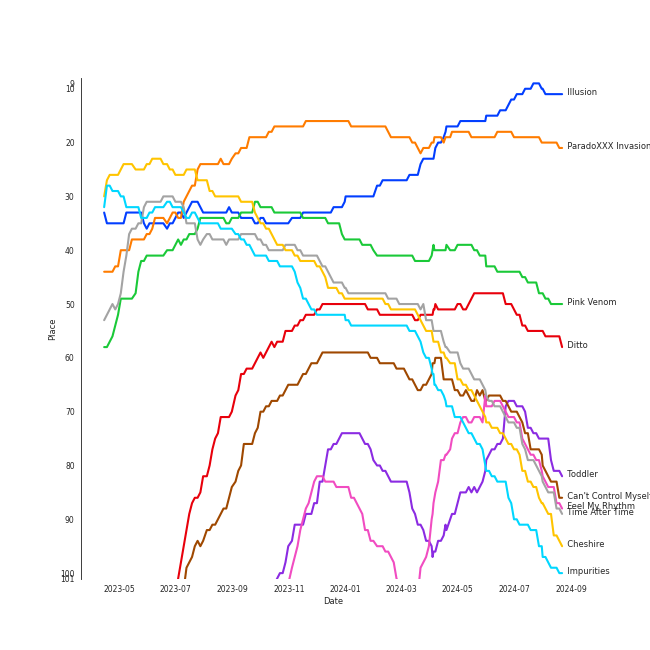 9
10
20
30
40
50
60
70
80
90
100
101
Place
2023-05
2023-07
2023-09
2023-11
2024-01
2024-03
2024-05
2024-07
2024-09
Date
Illusion
ParadoXXX Invasion
Pink Venom
Ditto
Toddler
Can't Control Myself
Feel My Rhythm
Time After Time
Cheshire
Impurities